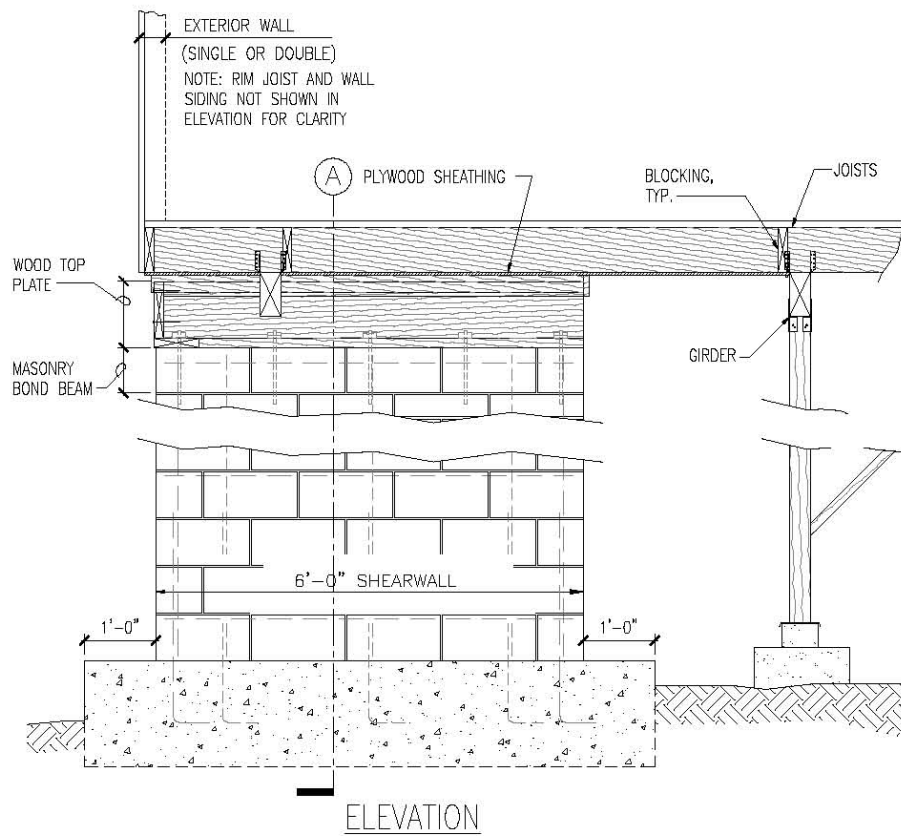 EXTERIOR WALL
(SINGLE OR DOUBLE)
NOTE: RIM JOIST AND WALL
SIDING NOT SHOWN IN
ELEVATION FOR CLARITY
A
PLYWOOD SHEATHING
BLOCKING,
TYP.
JOISTS
WOOD TOP
PLATE
GIRDER
MASONRY
BOND BEAM
6'-0" SHEARWALL
1'-0"
1'-0"
ELEVATION